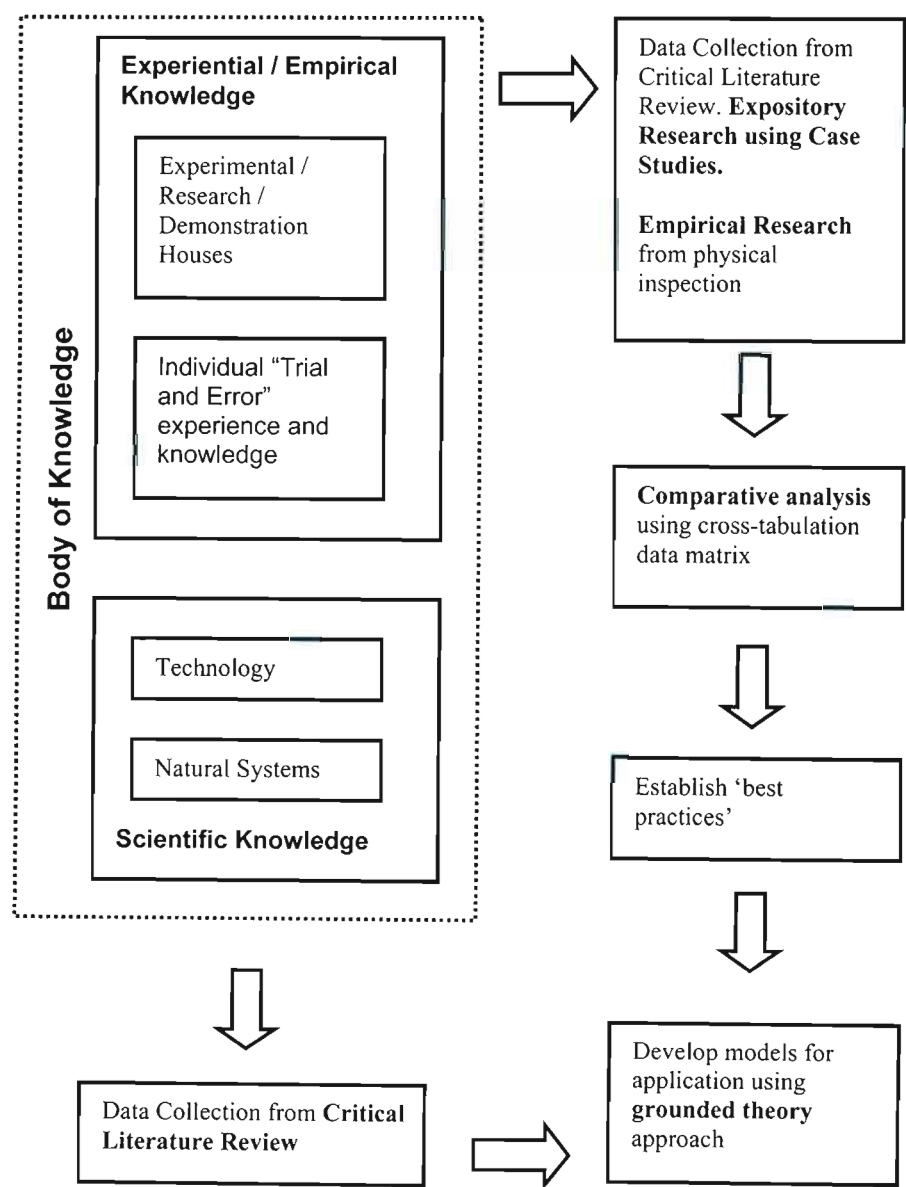 Body of Knowledge
Experiential / Empirical
Knowledge
Experimental /
Research /
Demonstration
Houses
Individual “Trial
and Error”
experience and
knowledge
Technology
Natural Systems
Scientific Knowledge
Data Collection from Critical
Literature Review
Data Collection from
Critical Literature
Review. Expository
Research using Case
Studies.
Empirical Research
from physical
inspection
Comparative analysis
using cross-tabulation
data matrix
Establish ‘best
practices’
Develop models for
application using
grounded theory
approach